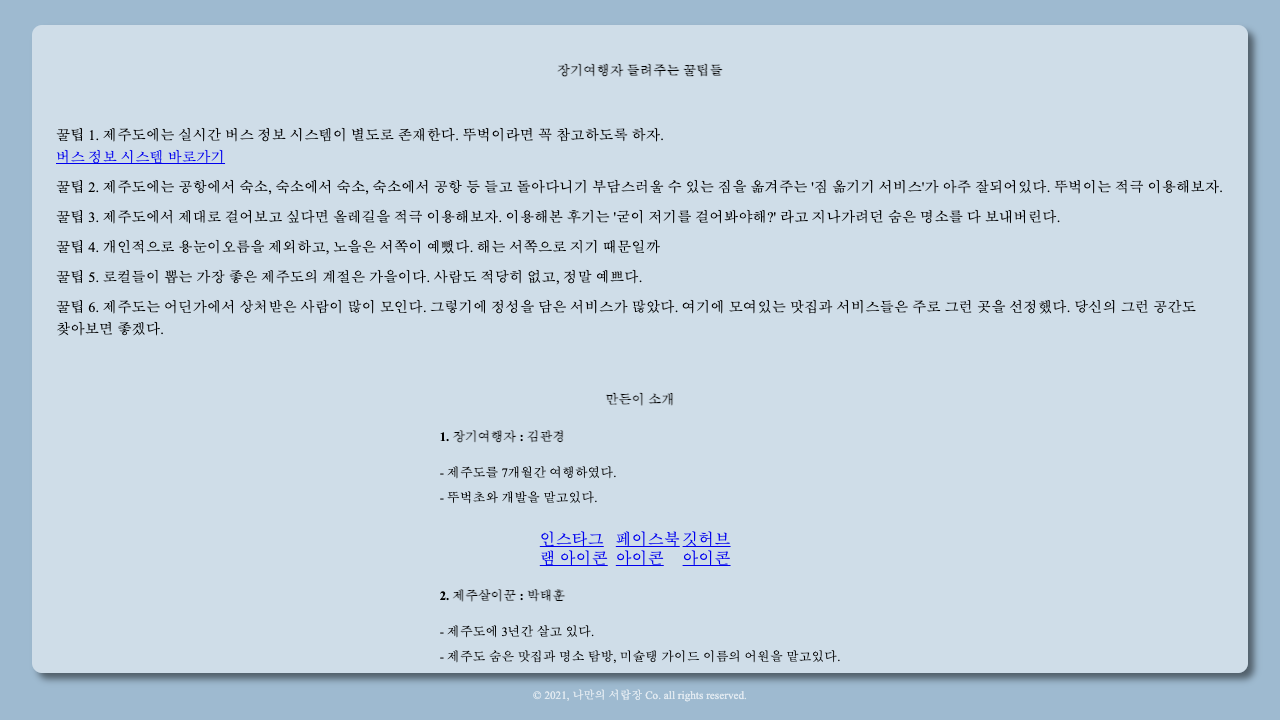 장기여행자 들려주는 꿀팁들
꿀팁 1. 제주도에는 실시간 버스 정보 시스템이 별도로 존재한다. 뚜벅이라면 꼭 참고하도록 하자.
버스 정보 시스템 바로가기
꿀팁 2. 제주도에는 공항에서 숙소, 숙소에서 숙소, 숙소에서 공항 등 들고 돌아다니기 부담스러울 수 있는 짐을 옮겨주는 '짐 옮기기 서비스'가 아주 잘되어있다. 뚜벅이는 적극 이용해보자.
꿀팁 3. 제주도에서 제대로 걸어보고 싶다면 올레길을 적극 이용해보자. 이용해본 후기는 '굳이 저기를 걸어봐야해?' 라고 지나가려던 숨은 명소를 다 보내버린다.
꿀팁 4. 개인적으로 용눈이오름을 제외하고, 노을은 서쪽이 예뻤다. 해는 서쪽으로 지기 때문일까
꿀팁 5. 로컬들이 뽑는 가장 좋은 제주도의 계절은 가을이다. 사람도 적당히 없고, 정말 예쁘다.
꿀팁 6. 제주도는 어딘가에서 상처받은 사람이 많이 모인다. 그렇기에 정성을 담은 서비스가 많았다. 여기에 모여있는 맛집과 서비스들은 주로 그런 곳을 선정했다. 당신의 그런 공간도
찾아보면 좋겠다.
만든이 소개
1. 장기여행자 : 김관경
- 제주도를 7개월간 여행하였다.
- 뚜벅초와 개발을 맡고있다.
인스타그 페이스북 깃허브
램 아이콘 아이콘 아이콘
2. 제주살이꾼 : 박태훈
- 제주도에 3년간 살고 있다.
- 제주도 숨은 맛집과 명소 탐방, 미슐탱 가이드 이름의 어원을 맡고있다.
© 2021, 나만의 서랍장 Co. all rights reserved.